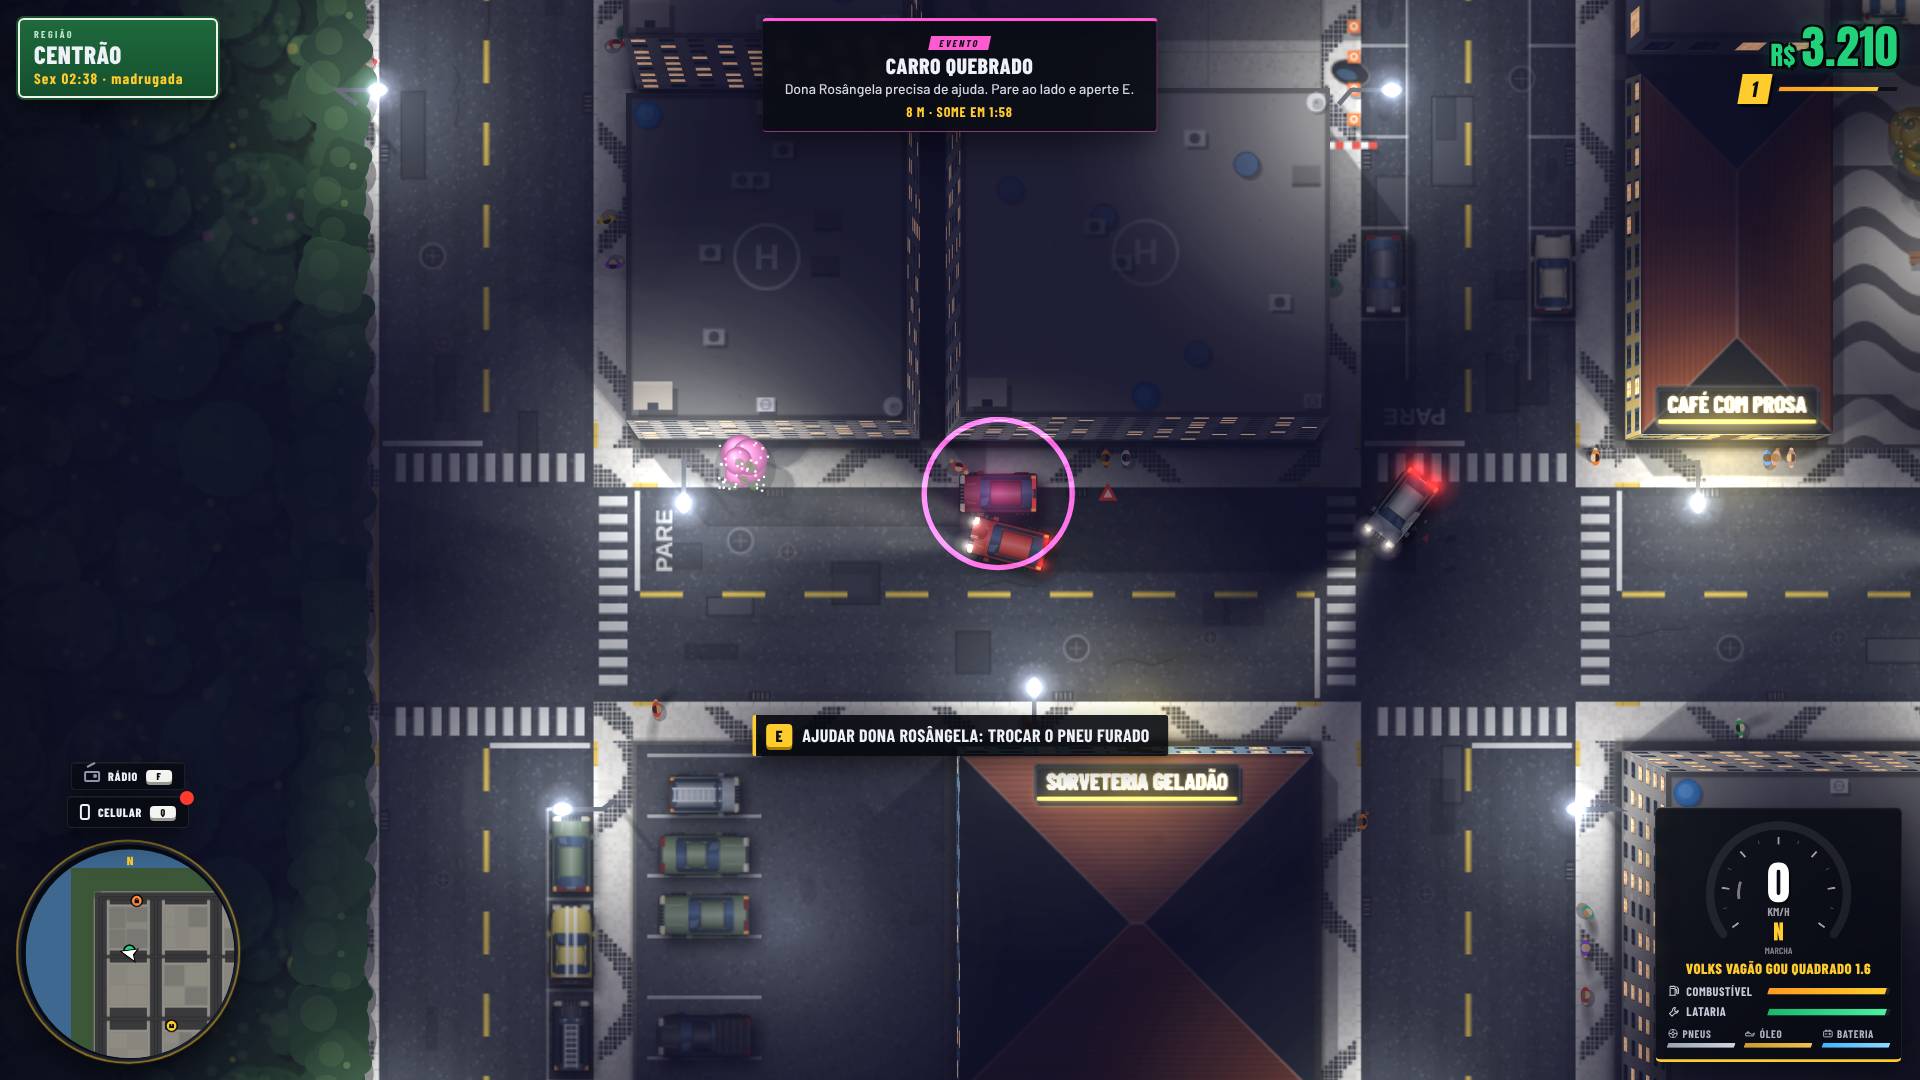 REGIÃO
CENTRÃO
Sex 02:38 · madrugada
EVENTO
CARRO QUEBRADO
Dona Rosângela precisa de ajuda. Pare ao lado e aperte E.
8 M · SOME EM 1:58
R$ 3.210
1
H
H
PARE
CAFÉ COM PROSA
PARE
E AJUDAR DONA ROSÂNGELA: TROCAR O PNEU FURADO
SORVETERIA GELADÃO
RÁDIO F
CELULAR Q
N
0
KM/H
N
MARCHA
VOLKS VAGÃO GOU QUADRADO 1.6
COMBUSTÍVEL
LATARIA
PNEUS ÓLEO BATERIA